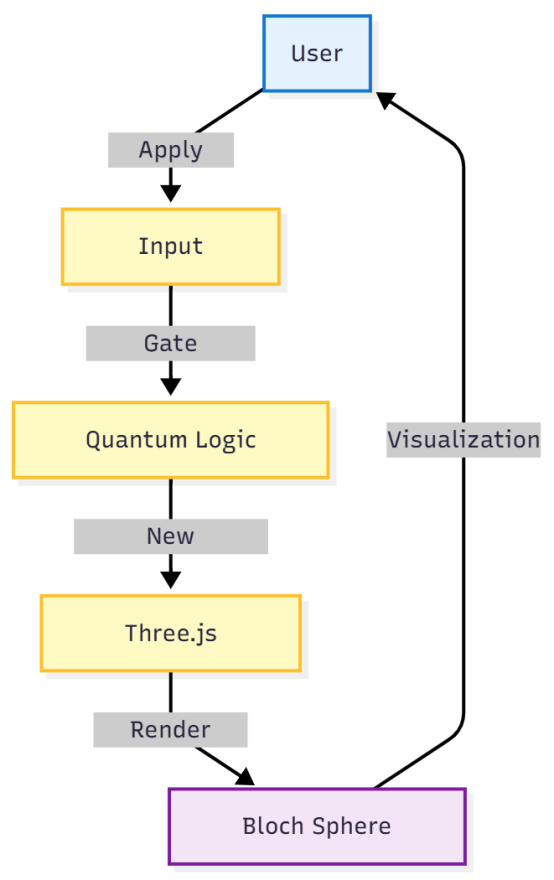 User
Apply
Input
Gate
Quantum Logic
Visualization
New
Three.js
Render
Bloch Sphere